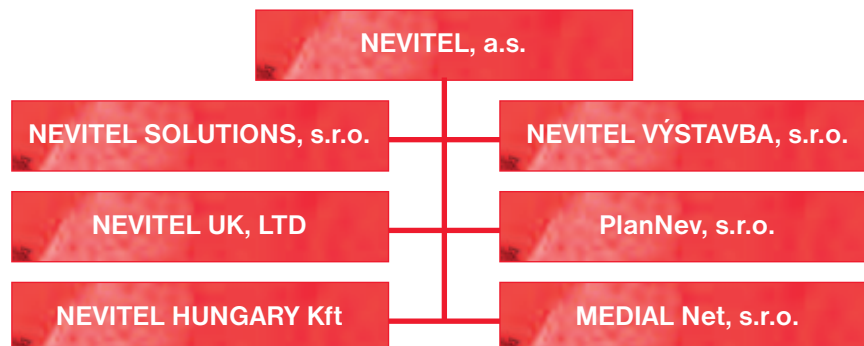 NEVITEL, a.s.
NEVITEL SOLUTIONS, s.r.o.
NEVITEL VÝSTAVBA, s.r.o.
NEVITEL UK, LTD
PlanNev, s.r.o.
NEVITEL HUNGARY Kft
MEDIAL Net, s.r.o.